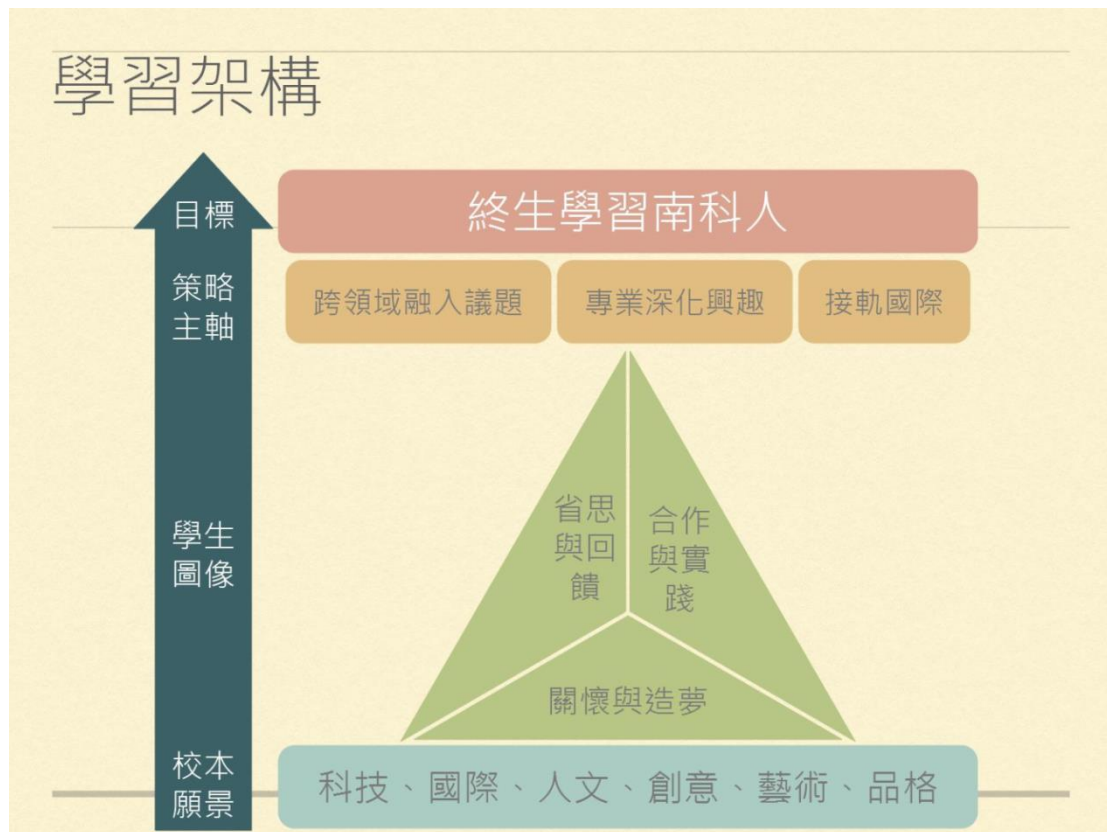 學習架構
目標
終生學習南科人
策略
主軸
跨領域融入議題
專業深化興趣
接軌國際
學生
圖像
省思
與回
饋
合作
與實
踐
關懷與造夢
校本
願景
科技、國際、人文、創意、藝術、品格